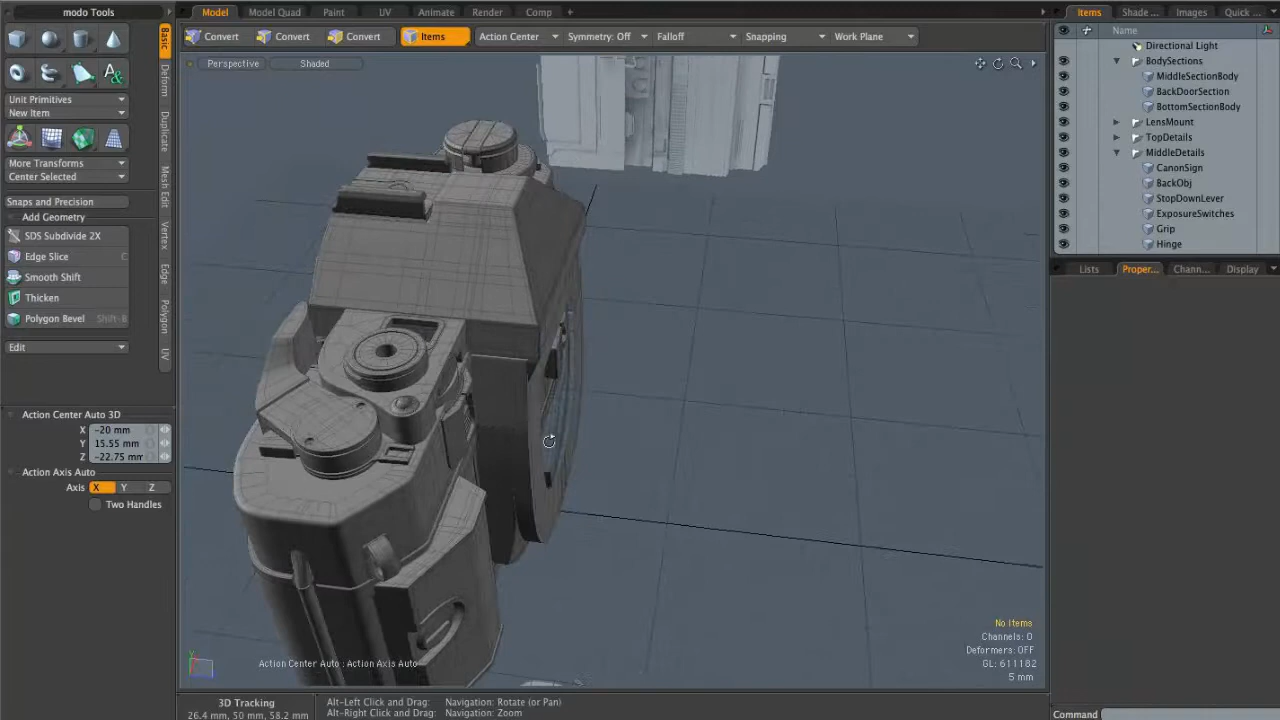 modo Tools
Model
Model Quad
Paint
UV
Animate
Render
Comp
+
Items
Shade ...
Images
Quick ...
Convert
Convert
Convert
Items
Action Center
Symmetry: Off
Falloff
Snapping
Work Plane
Name
Perspective
Shaded
Basic
Deform
Duplicate
Mesh Edit
Vertex
Edge
Polygon
UV
Unit Primitives
New Item
More Transforms
Center Selected
Snaps and Precision
Add Geometry
SDS Subdivide 2X
Edge Slice C
Smooth Shift
Thicken
Polygon Bevel Shift-B
Edit
Action Center Auto 3D
X -20 mm
Y 15.55 mm
Z -22.75 mm
Action Axis Auto
Axis X Y Z
Two Handles
Directional Light
BodySections
MiddleSectionBody
BackDoorSection
BottomSectionBody
LensMount
TopDetails
MiddleDetails
CanonSign
BackObj
StopDownLever
ExposureSwitches
Grip
Hinge
Lists
Proper...
Chann...
Display
No Items
Channels: 0
Deformers: OFF
GL: 611182
5 mm
Action Center Auto : Action Axis Auto
3D Tracking
26.4 mm, 50 mm, 58.2 mm
Alt-Left Click and Drag: Navigation: Rotate (or Pan)
Alt-Right Click and Drag: Navigation: Zoom
Command